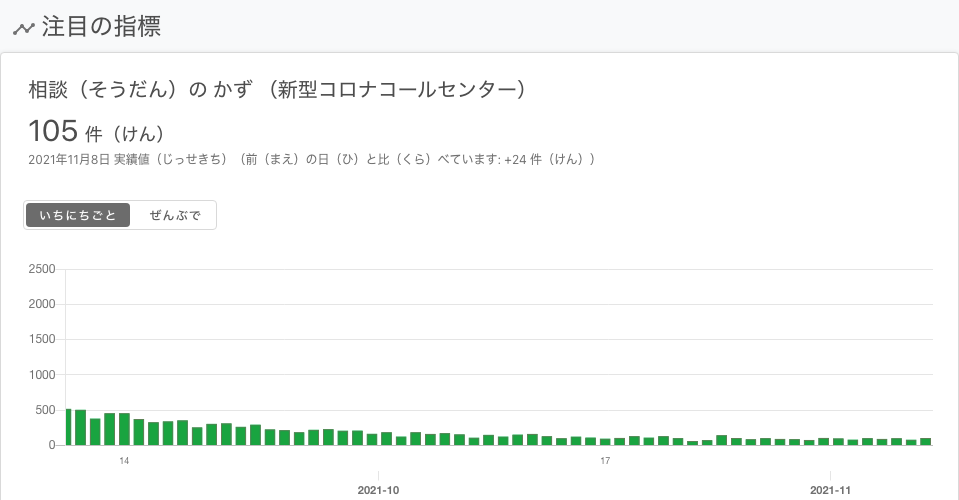 注目の指標
相談（そうだん）の かず （新型コロナコールセンター）
105 件（けん）
2021年11月8日 実績値（じっせきち）（前（まえ）の日（ひ）と比（くら）べています: +24 件（けん））
いちにちごと ぜんぶで
2500
2000
1500
1000
500
0
14 17
2021-10 2021-11